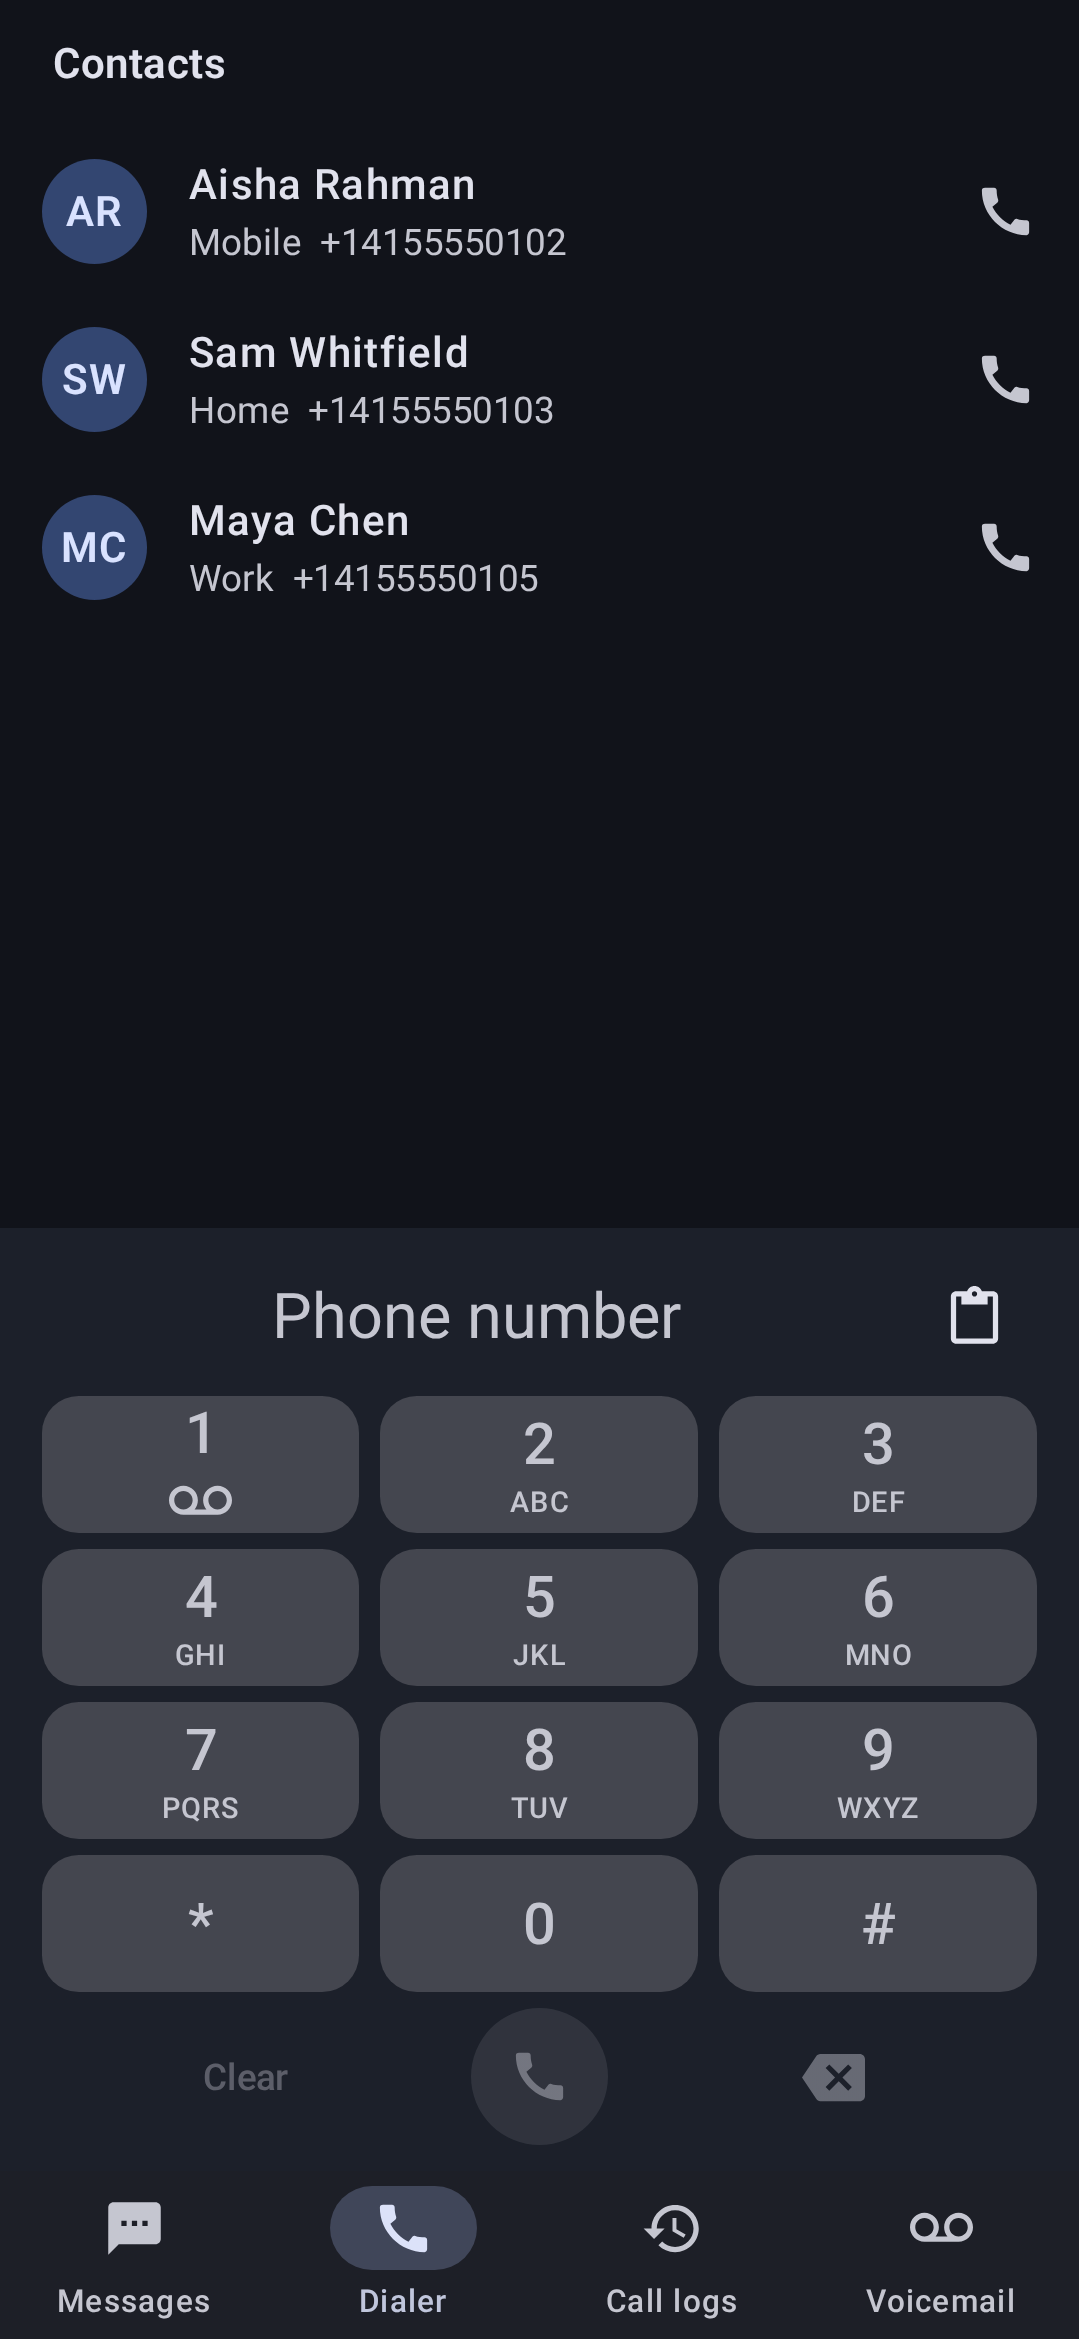 Contacts
AR
Aisha Rahman
Mobile +14155550102
SW
Sam Whitfield
Home +14155550103
MC
Maya Chen
Work +14155550105
Phone number
1 2 3
ABC DEF
4 5 6
GHI JKL MNO
7 8 9
PQRS TUV WXYZ
* 0 #
Clear
Messages Dialer Call logs Voicemail